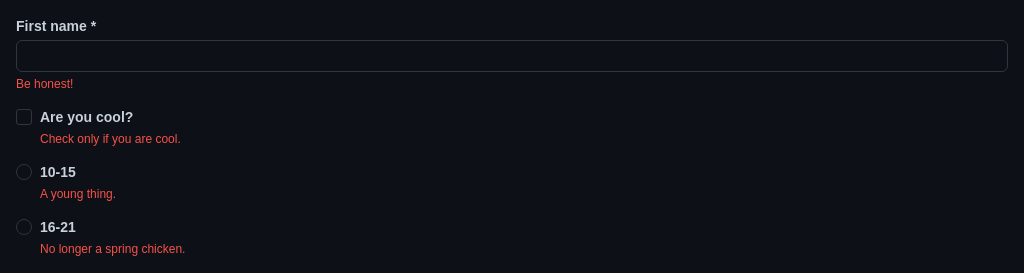 First name *
Be honest!
Are you cool?
Check only if you are cool.
10-15
A young thing.
16-21
No longer a spring chicken.